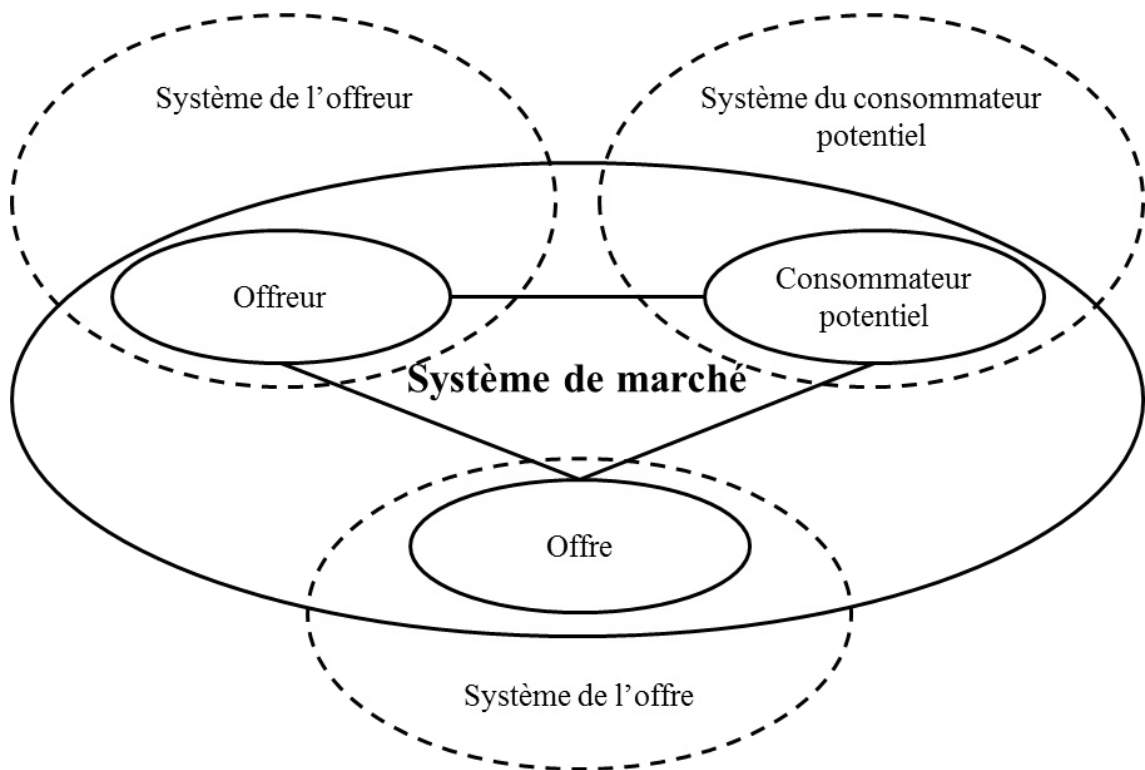 Système de l’offreur
Système du consommateur
potentiel
Offreur
Consommateur
potentiel
Système de marché
Offre
Système de l’offre